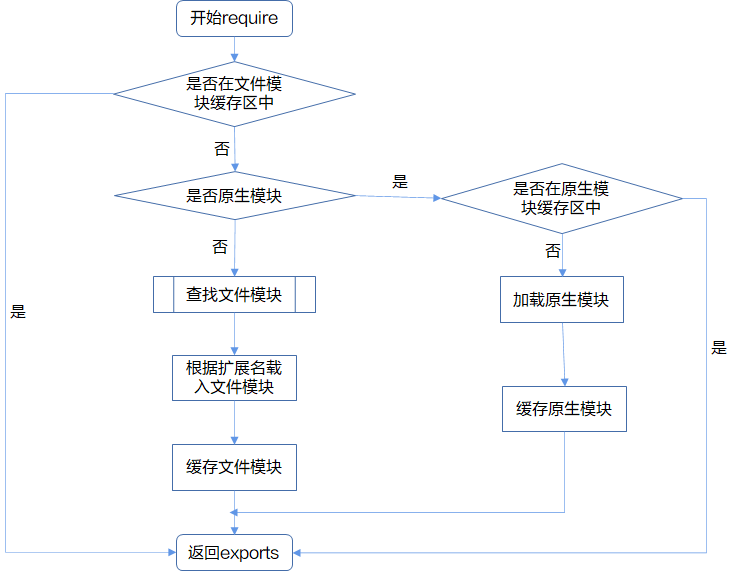 开始require
是否在文件模
块缓存区中
否
是否原生模块
是
是否在原生模
块缓存区中
否
否
查找文件模块
加载原生模块
是
是
根据扩展名载
入文件模块
缓存原生模块
缓存文件模块
返回exports